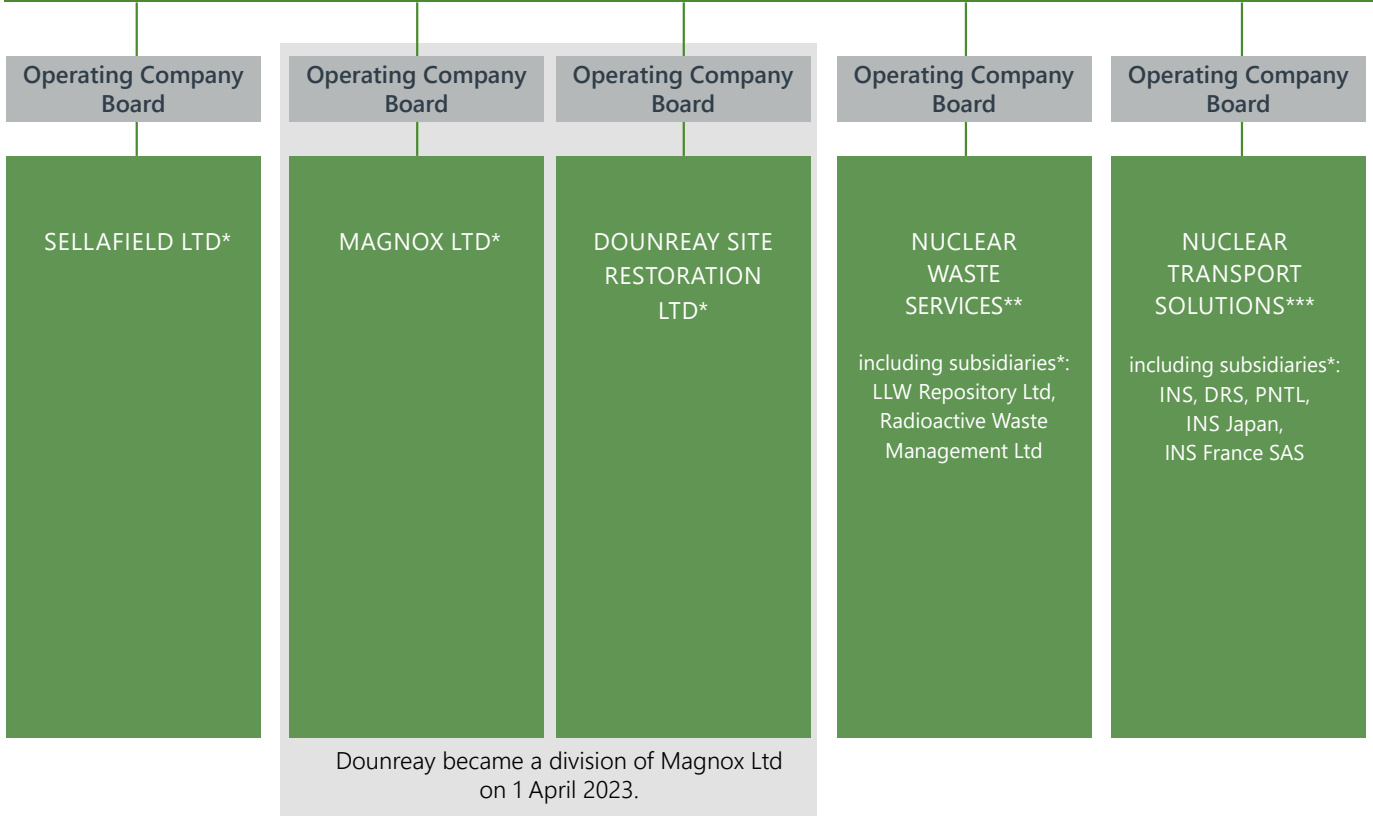 Operating Company
Board
Operating Company
Board
Operating Company
Board
Operating Company
Board
Operating Company
Board
SELLAFIELD LTD*
MAGNOX LTD*
DOUNREAY SITE
RESTORATION
LTD*
NUCLEAR
WASTE
SERVICES**
including subsidiaries*:
LLW Repository Ltd,
Radioactive Waste
Management Ltd
NUCLEAR
TRANSPORT
SOLUTIONS***
including subsidiaries*:
INS, DRS, PNTL,
INS Japan,
INS France SAS
Dounreay became a division of Magnox Ltd
on 1 April 2023.